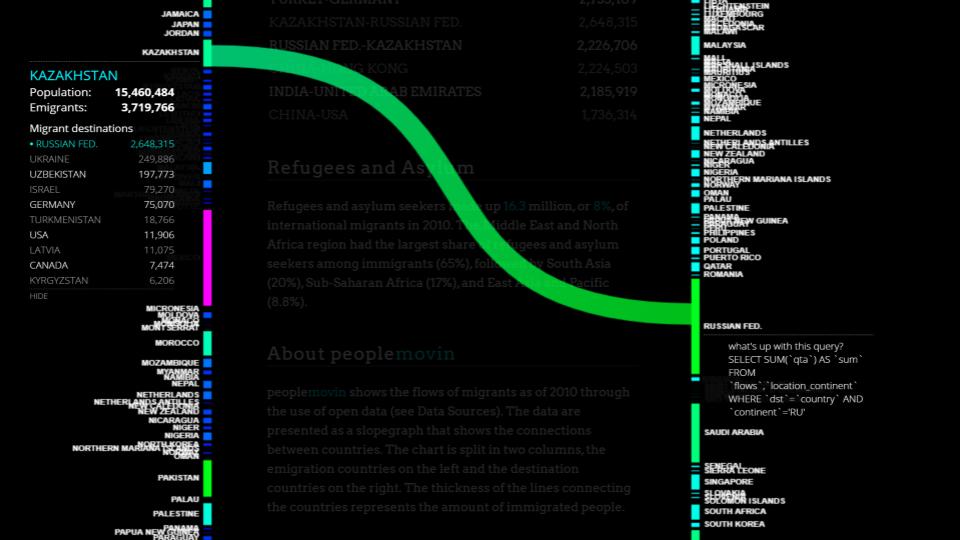 JAMAICA
JAPAN
JORDAN
KAZAKHSTAN
KAZAKHSTAN
Population: 15,460,484
Emigrants: 3,719,766
Migrant destinations
• RUSSIAN FED. 2,648,315
UKRAINE 249,886
UZBEKISTAN 197,773
ISRAEL 79,270
GERMANY 75,070
TURKMENISTAN 18,766
USA 11,906
LATVIA 11,075
CANADA 7,474
KYRGYZSTAN 6,206
HIDE
MICRONESIA
MOLDOVA
MONACO
MONGOLIA
MONTSERRAT
MOROCCO
MOZAMBIQUE
MYANMAR
NAMIBIA
NEPAL
NETHERLANDS
NETHERLANDS ANTILLES
NEW CALEDONIA
NEW ZEALAND
NICARAGUA
NIGER
NIGERIA
NORTH KOREA
NORTHERN MARIANA ISLANDS
NORWAY
OMAN
PAKISTAN
PALAU
PALESTINE
PANAMA
PAPUA NEW GUINEA
PARAGUAY
TURKEY-GERMANY 2,733,109
KAZAKHSTAN-RUSSIAN FED. 2,648,315
RUSSIAN FED.-KAZAKHSTAN 2,226,706
HONG KONG 2,224,503
INDIA-UNITED ARAB EMIRATES 2,185,919
CHINA-USA 1,736,314
Refugees and Asylum
Refugees and asylum seekers made up 16.3 million, or 8%, of
international migrants in 2010. The Middle East and North
Africa region had the largest share of refugees and asylum
seekers among immigrants (65%), followed by South Asia
(20%), Sub-Saharan Africa (17%), and East Asia and Pacific
(8.8%).
About peoplemovin
peoplemovin shows the flows of migrants as of 2010 through
the use of open data (see Data Sources). The data are
presented as a slopegraph that shows the connections
between countries. The chart is split in two columns, the
emigration countries on the left and the destination
countries on the right. The thickness of the lines connecting
the countries represents the amount of immigrated people.
LIECHTENSTEIN
LUXEMBOURG
MACEDONIA
MADAGASCAR
MALAWI
MALAYSIA
MALI
MARSHALL ISLANDS
MAURITANIA
MAURITIUS
MEXICO
MICRONESIA
MOLDOVA
MOZAMBIQUE
MYANMAR
NAMIBIA
NEPAL
NETHERLANDS
NETHERLANDS ANTILLES
NEW CALEDONIA
NEW ZEALAND
NICARAGUA
NIGER
NIGERIA
NORTHERN MARIANA ISLANDS
NORWAY
OMAN
PALAU
PALESTINE
PANAMA
PAPUA NEW GUINEA
PARAGUAY
PERU
PHILIPPINES
POLAND
PORTUGAL
PUERTO RICO
QATAR
ROMANIA
RUSSIAN FED.
what's up with this query?
SELECT SUM(`qta`) AS `sum`
FROM
`flows`,`location_continent`
WHERE `dst`=`country` AND
`continent`='RU'
SAUDI ARABIA
SENEGAL
SIERRA LEONE
SINGAPORE
SLOVAKIA
SLOVENIA
SOLOMON ISLANDS
SOUTH AFRICA
SOUTH KOREA